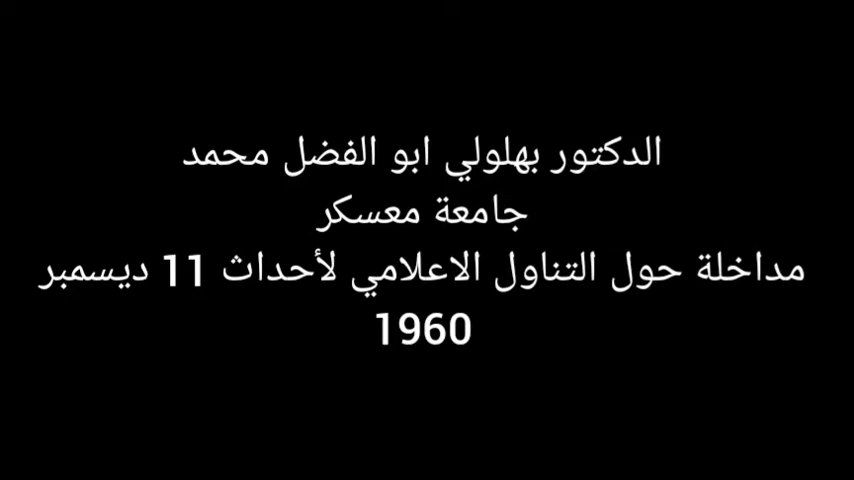 الدكتور بهلولي ابو الفضل محمد
جامعة معسكر
مداخلة حول التناول الاعلامي لأحداث 11 ديسمبر
1960